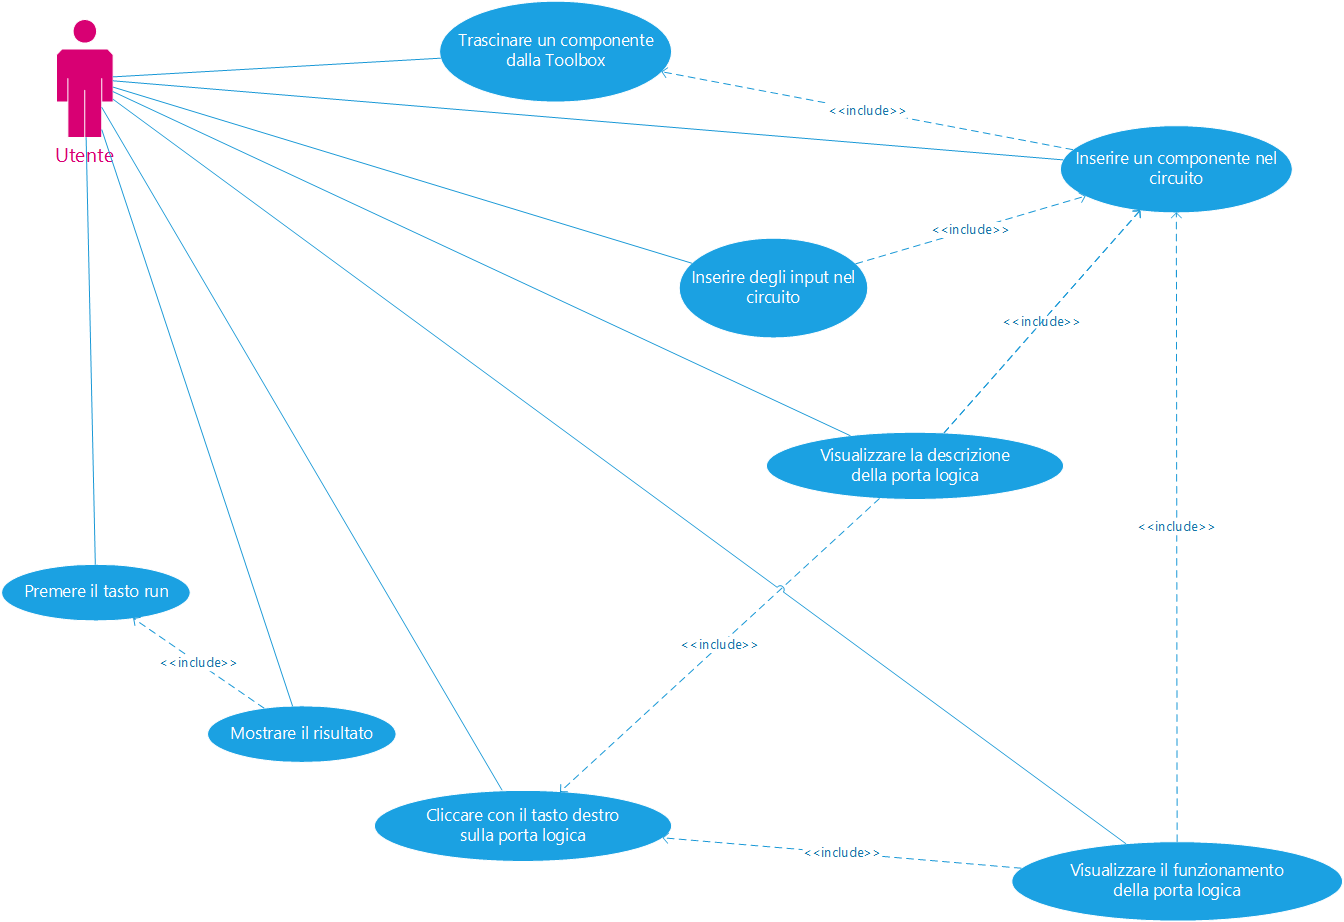 Trascinare un componente
dalla Toolbox
<<include>>
Utente
Inserire un componente nel
circuito
<<include>>
Inserire degli input nel
circuito
<<include>>
Visualizzare la descrizione
della porta logica
<<include>>
Premere il tasto run
<<include>>
<<include>>
Mostrare il risultato
Cliccare con il tasto destro
sulla porta logica
<<include>>
Visualizzare il funzionamento
della porta logica